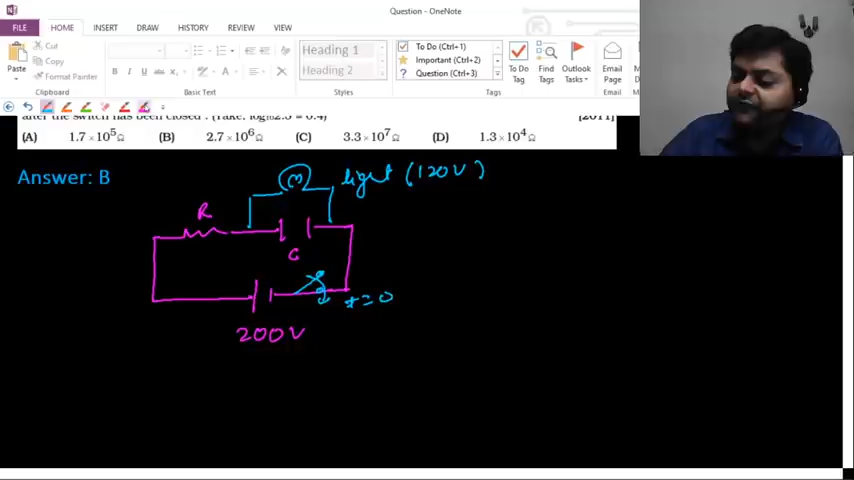 Question - OneNote
FILE HOME INSERT DRAW HISTORY REVIEW VIEW
Paste
Cut
Copy
Format Painter
Clipboard
B I U abc
Basic Text
Heading 1
Heading 2
Styles
To Do (Ctrl+1)
Important (Ctrl+2)
Question (Ctrl+3)
Tags
To Do Tag
Find Tags
Outlook Tasks
Email Page
after the switch has been closed : (Take, log₁₀2.5 = 0.4) [2011]
(A) 1.7 × 10⁵ Ω (B) 2.7 × 10⁶ Ω (C) 3.3 × 10⁷ Ω (D) 1.3 × 10⁴ Ω
Answer: B
light (120V)
R
C
t = 0
200V